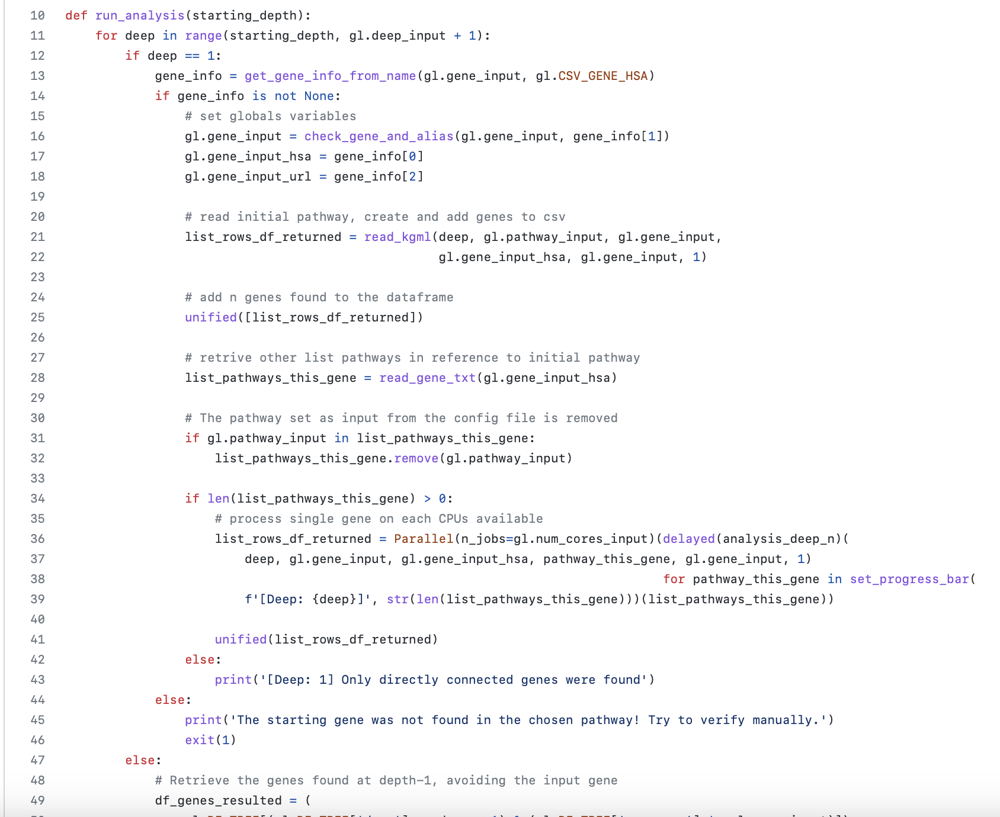 10 def run_analysis(starting_depth):
11     for deep in range(starting_depth, gl.deep_input + 1):
12         if deep == 1:
13             gene_info = get_gene_info_from_name(gl.gene_input, gl.CSV_GENE_HSA)
14             if gene_info is not None:
15                 # set globals variables
16                 gl.gene_input = check_gene_and_alias(gl.gene_input, gene_info[1])
17                 gl.gene_input_hsa = gene_info[0]
18                 gl.gene_input_url = gene_info[2]
19
20                 # read initial pathway, create and add genes to csv
21                 list_rows_df_returned = read_kgml(deep, gl.pathway_input, gl.gene_input,
22                                                   gl.gene_input_hsa, gl.gene_input, 1)
23
24                 # add n genes found to the dataframe
25                 unified([list_rows_df_returned])
26
27                 # retrive other list pathways in reference to initial pathway
28                 list_pathways_this_gene = read_gene_txt(gl.gene_input_hsa)
29
30                 # The pathway set as input from the config file is removed
31                 if gl.pathway_input in list_pathways_this_gene:
32                     list_pathways_this_gene.remove(gl.pathway_input)
33
34                 if len(list_pathways_this_gene) > 0:
35                     # process single gene on each CPUs available
36                     list_rows_df_returned = Parallel(n_jobs=gl.num_cores_input)(delayed(analysis_deep_n)(
37                         deep, gl.gene_input, gl.gene_input_hsa, pathway_this_gene, gl.gene_input, 1)
38                                                                                 for pathway_this_gene in set_progress_bar(
39                         f'[Deep: {deep}]', str(len(list_pathways_this_gene)))(list_pathways_this_gene))
40
41                     unified(list_rows_df_returned)
42                 else:
43                     print('[Deep: 1] Only directly connected genes were found')
44             else:
45                 print('The starting gene was not found in the chosen pathway! Try to verify manually.')
46                 exit(1)
47         else:
48             # Retrieve the genes found at depth-1, avoiding the input gene
49             df_genes_resulted = (